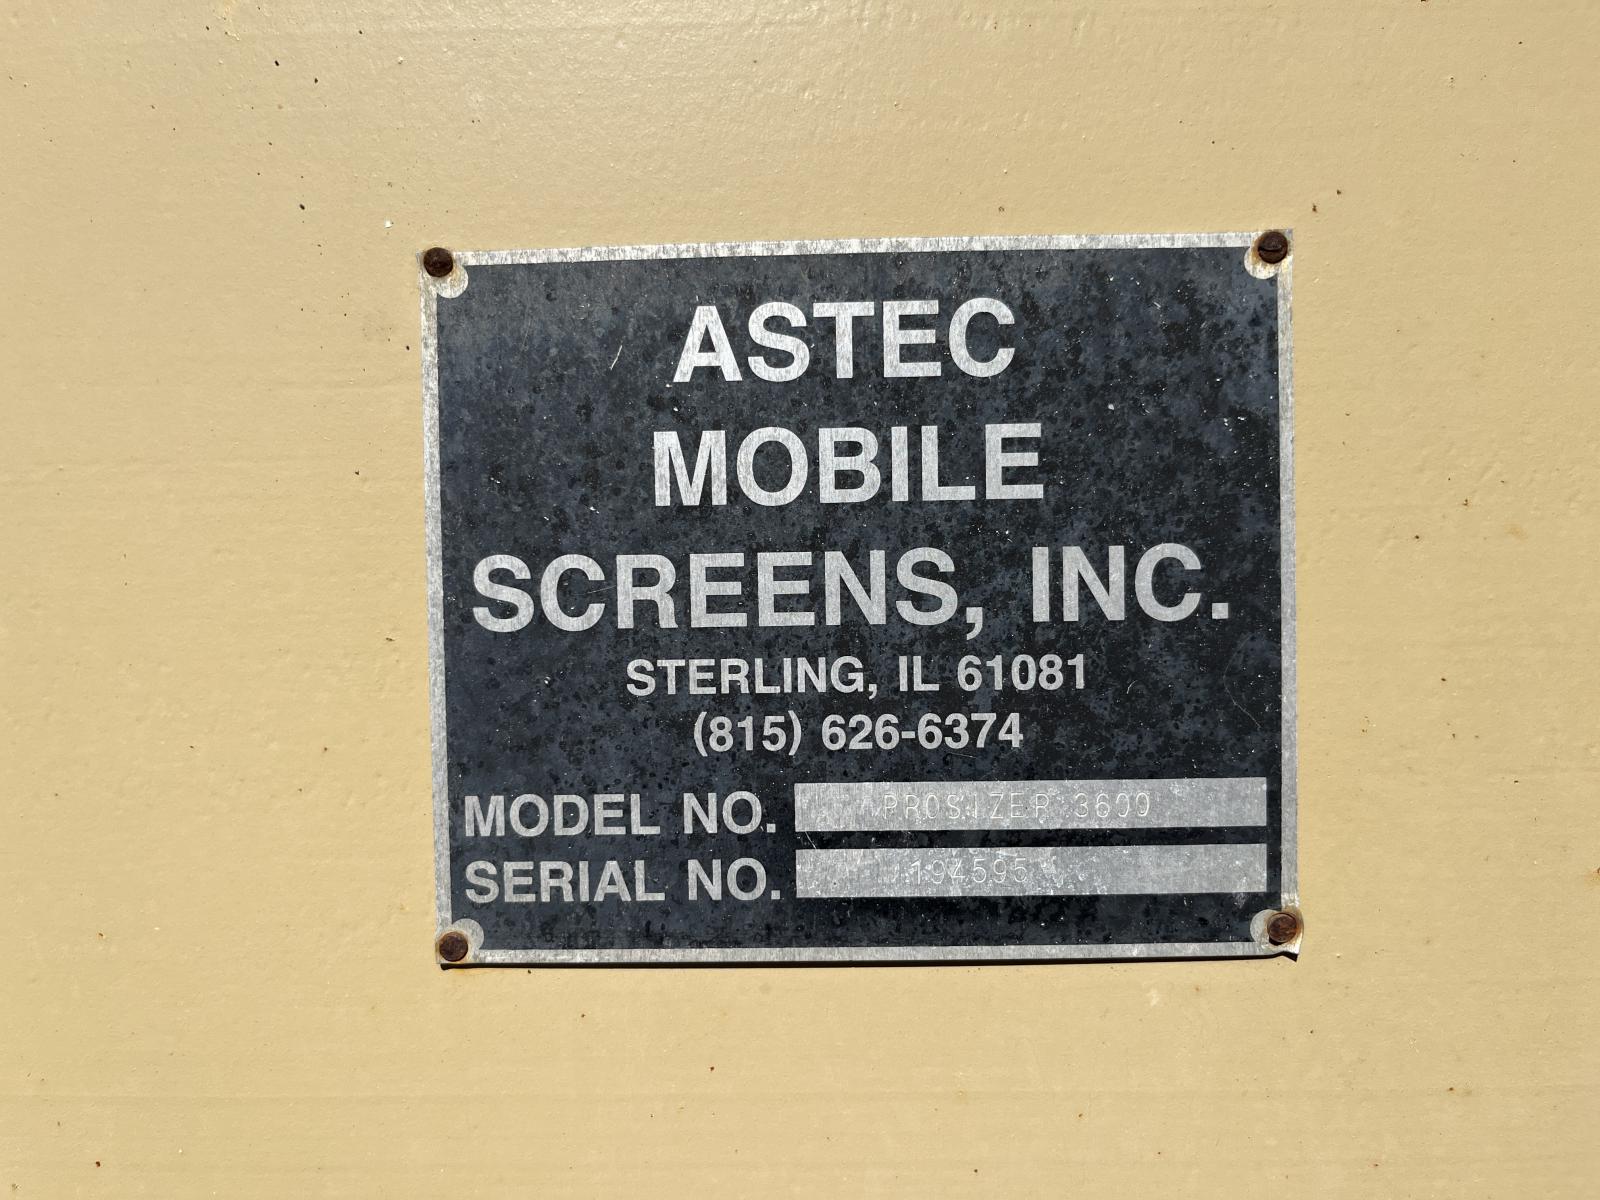 ASTEC
MOBILE
SCREENS, INC.
STERLING, IL 61081
(815) 626-6374
MODEL NO. PROSIZER 3600
SERIAL NO. 194595